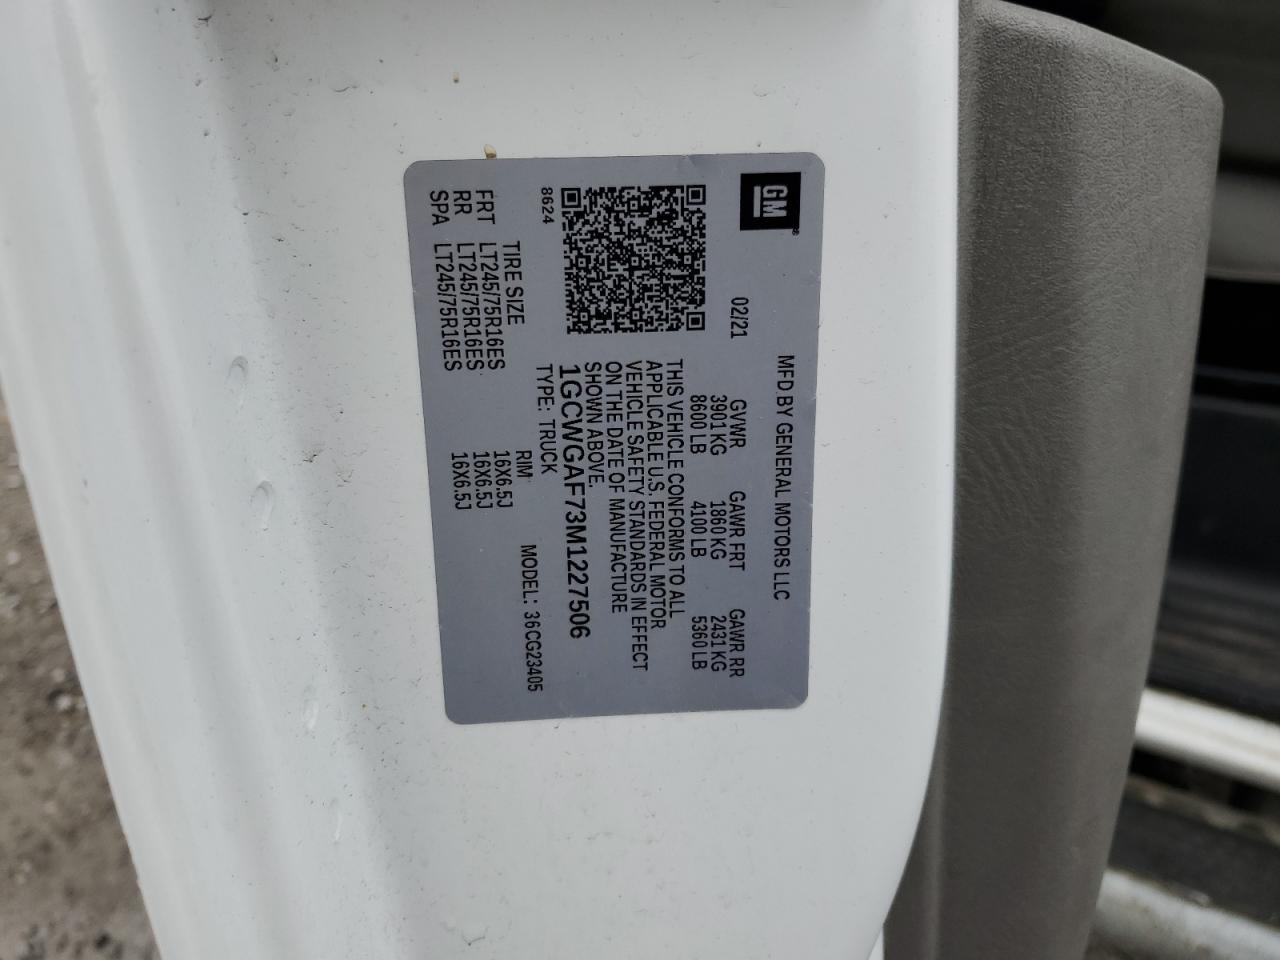 GM
MFD BY GENERAL MOTORS LLC
02/21
GVWR GAWR FRT GAWR RR
3901 KG 1860 KG 2431 KG
8600 LB 4100 LB 5360 LB
THIS VEHICLE CONFORMS TO ALL
APPLICABLE U.S. FEDERAL MOTOR
VEHICLE SAFETY STANDARDS IN EFFECT
ON THE DATE OF MANUFACTURE
SHOWN ABOVE.
1GCWGAF73M1227506
8624
TYPE: TRUCK MODEL: 36CG23405
TIRE SIZE RIM
FRT LT245/75R16ES 16X6.5J
RR LT245/75R16ES 16X6.5J
SPA LT245/75R16ES 16X6.5J